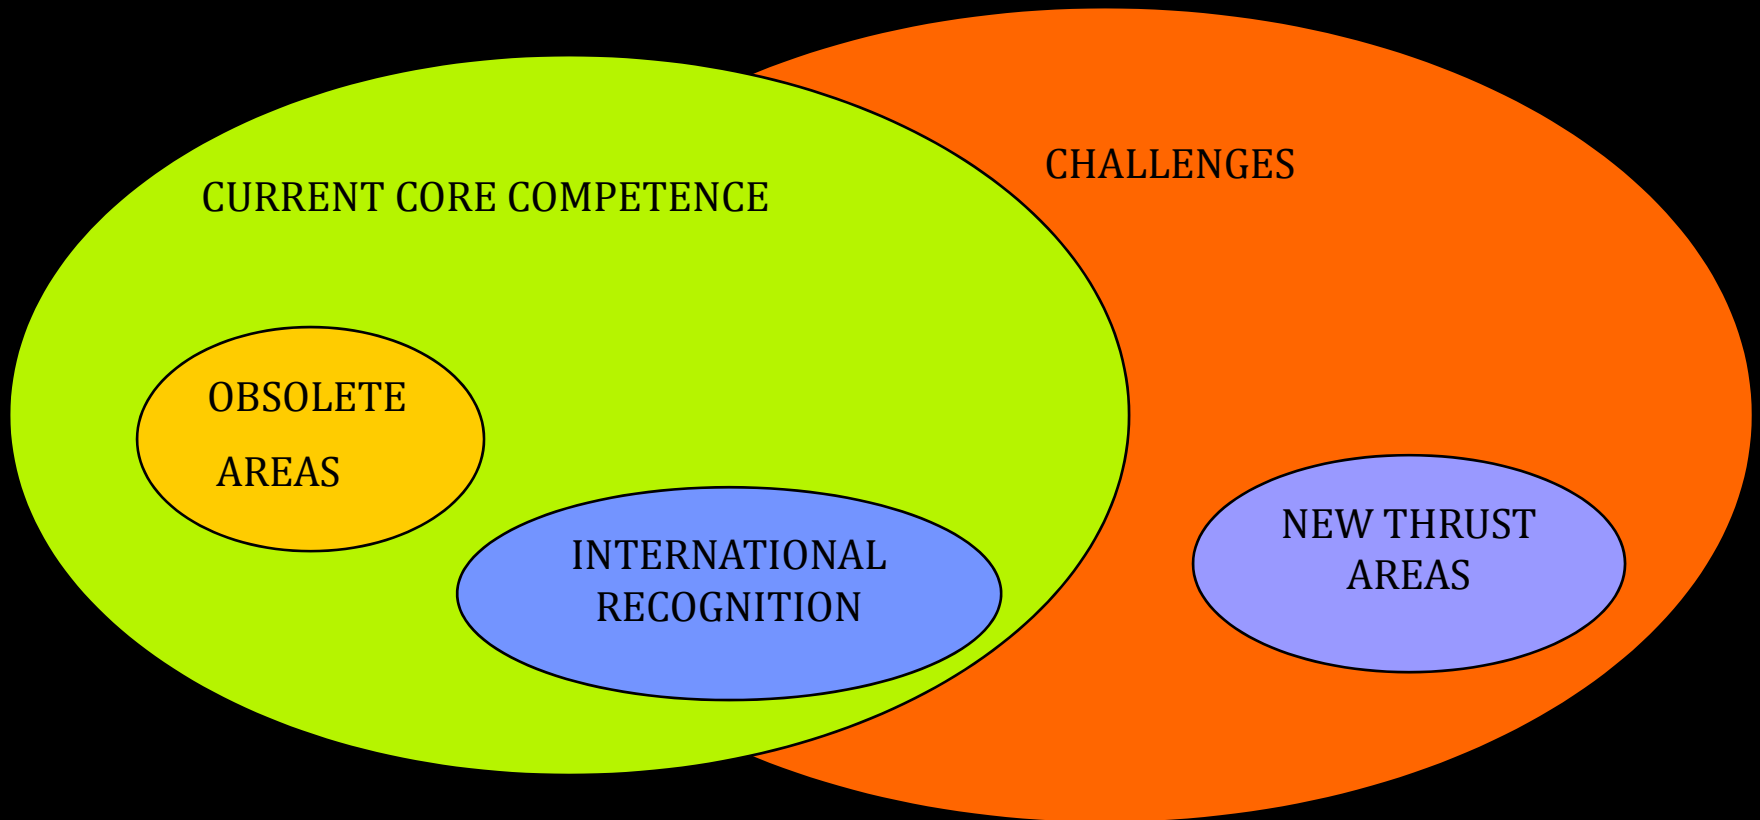 CHALLENGES
CURRENT CORE COMPETENCE
OBSOLETE
AREAS
INTERNATIONAL
RECOGNITION
NEW THRUST
AREAS